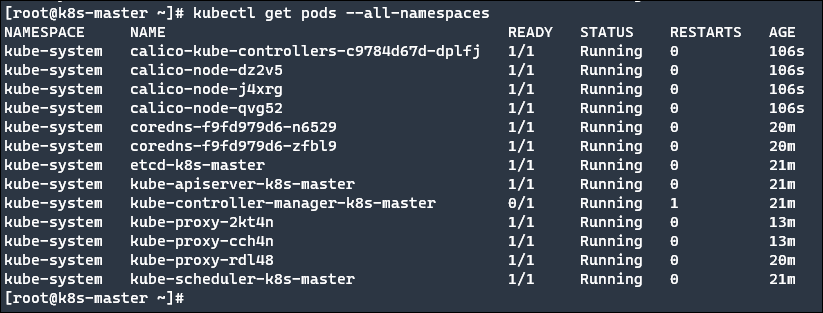 [root@k8s-master ~]# kubectl get pods --all-namespaces
NAMESPACE     NAME                                      READY   STATUS    RESTARTS   AGE
kube-system   calico-kube-controllers-c9784d67d-dplfj   1/1     Running   0          106s
kube-system   calico-node-dz2v5                         1/1     Running   0          106s
kube-system   calico-node-j4xrg                         1/1     Running   0          106s
kube-system   calico-node-qvg52                         1/1     Running   0          106s
kube-system   coredns-f9fd979d6-n6529                   1/1     Running   0          20m
kube-system   coredns-f9fd979d6-zfbl9                   1/1     Running   0          20m
kube-system   etcd-k8s-master                           1/1     Running   0          21m
kube-system   kube-apiserver-k8s-master                 1/1     Running   0          21m
kube-system   kube-controller-manager-k8s-master        0/1     Running   1          21m
kube-system   kube-proxy-2kt4n                          1/1     Running   0          13m
kube-system   kube-proxy-cch4n                          1/1     Running   0          13m
kube-system   kube-proxy-rdl48                          1/1     Running   0          20m
kube-system   kube-scheduler-k8s-master                 1/1     Running   0          21m
[root@k8s-master ~]#